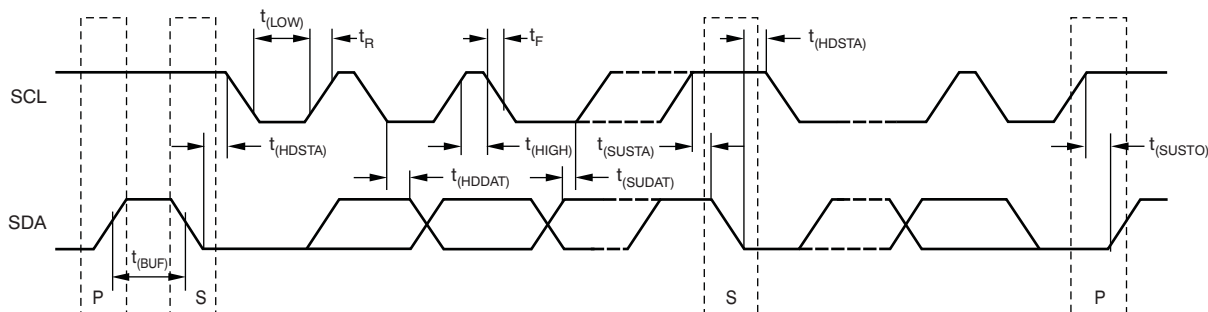 t(LOW)
tR
tF
t(HDSTA)
SCL
t(HDSTA)
t(HIGH)
t(SUSTA)
t(SUSTO)
t(HDDAT)
t(SUDAT)
SDA
t(BUF)
P
S
S
P